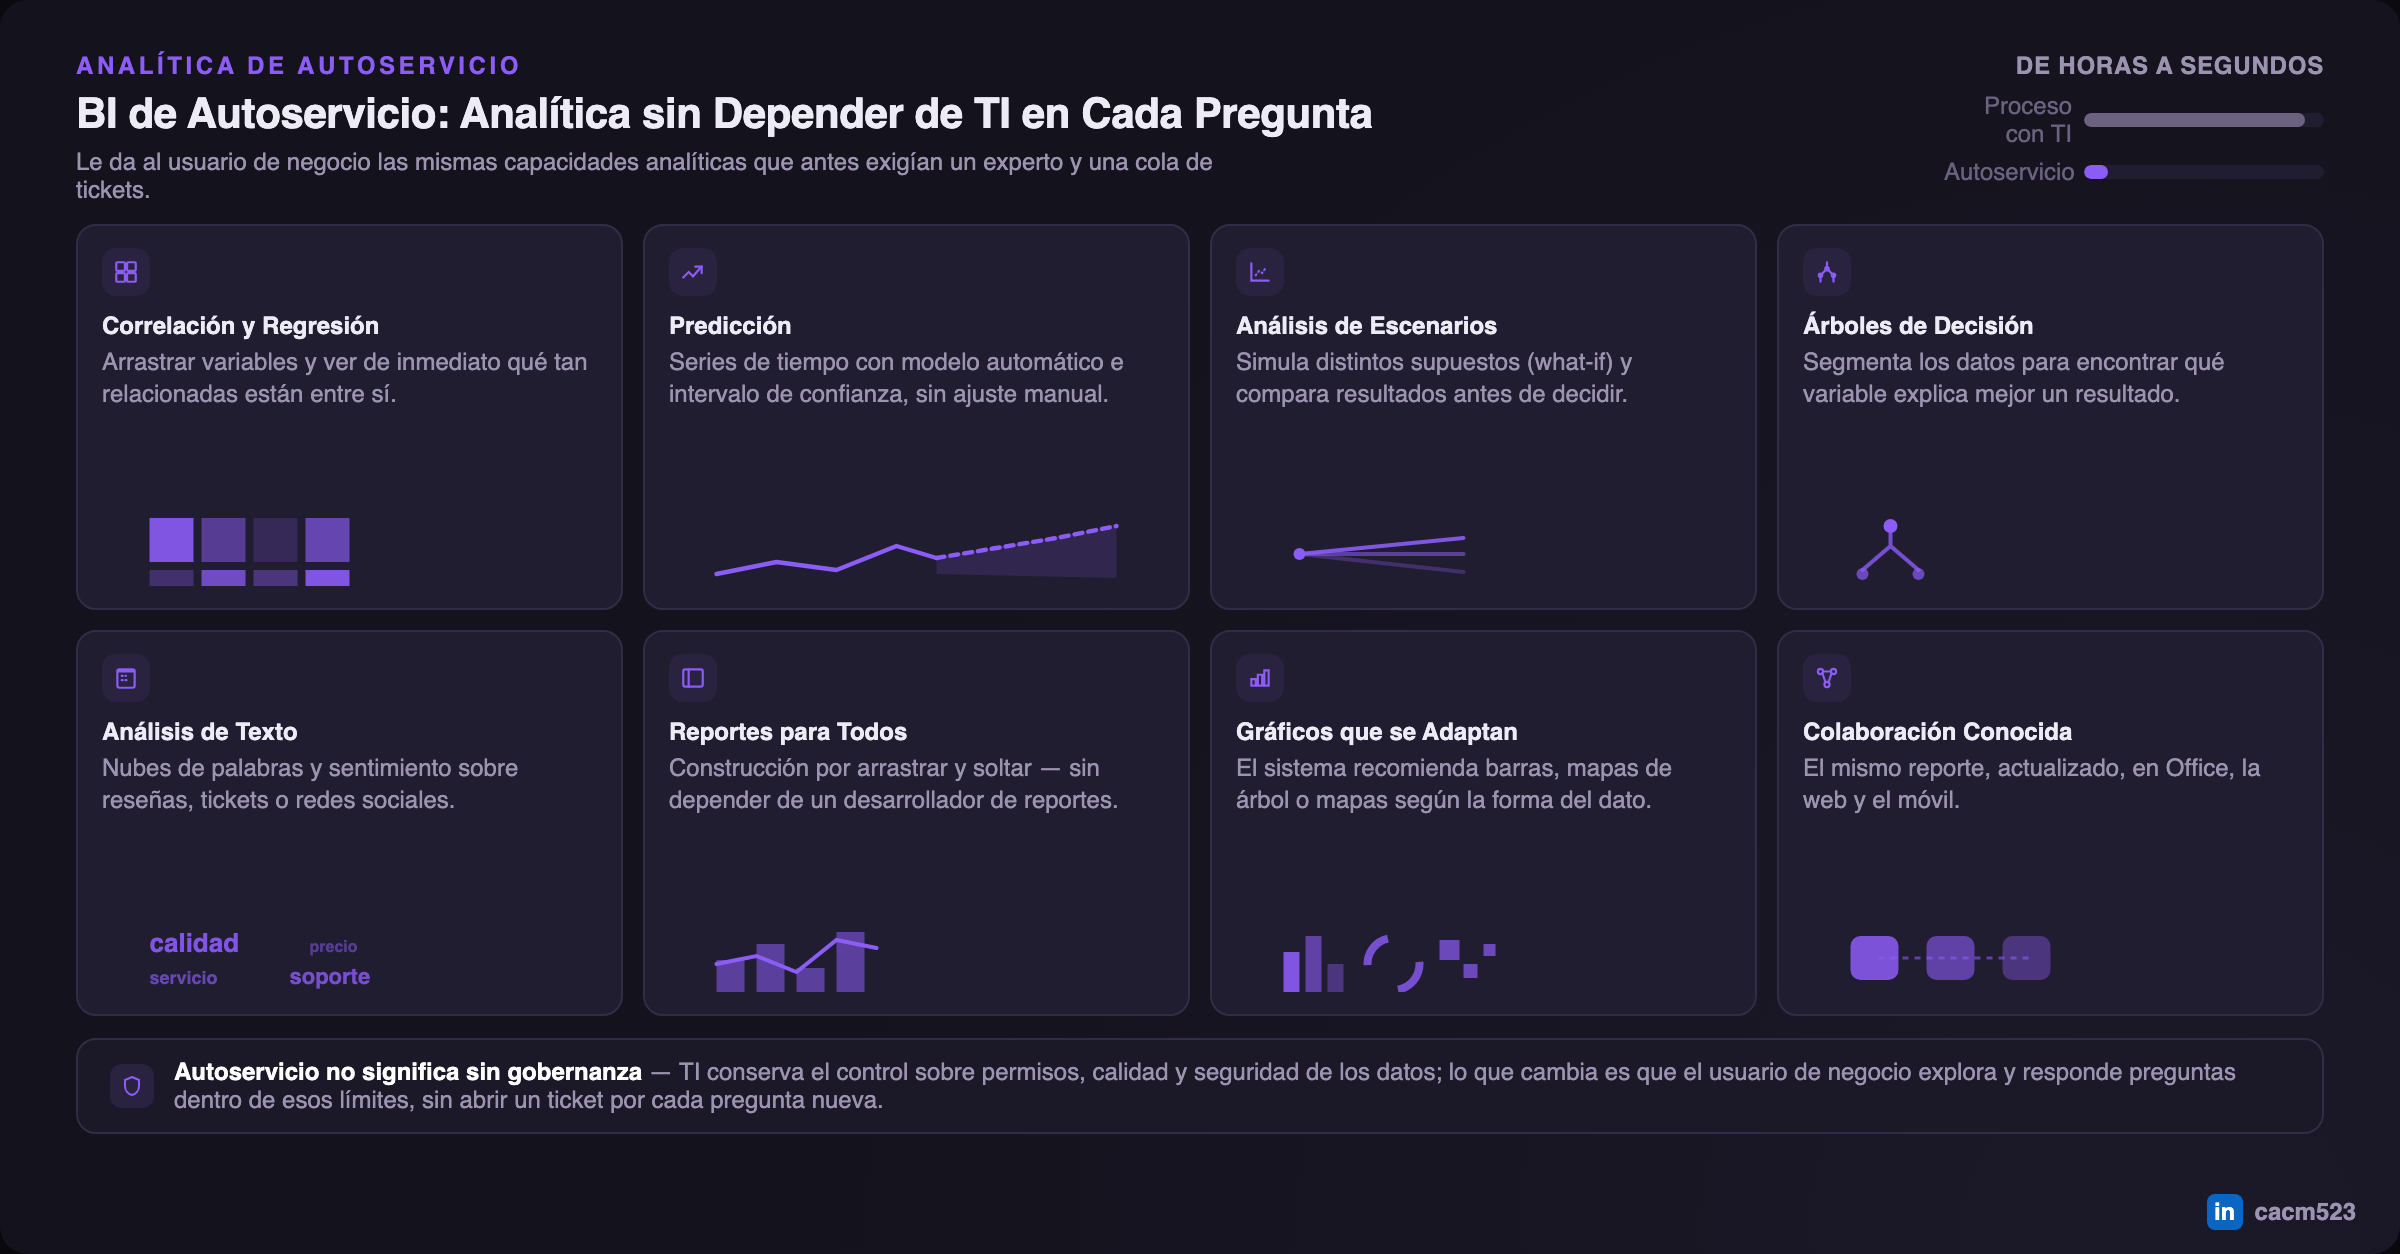 ANALÍTICA DE AUTOSERVICIO
BI de Autoservicio: Analítica sin Depender de TI en Cada Pregunta
Le da al usuario de negocio las mismas capacidades analíticas que antes exigían un experto y una cola de
tickets.
DE HORAS A SEGUNDOS
Proceso
con TI
Autoservicio
Correlación y Regresión
Arrastrar variables y ver de inmediato qué tan
relacionadas están entre sí.
Predicción
Series de tiempo con modelo automático e
intervalo de confianza, sin ajuste manual.
Análisis de Escenarios
Simula distintos supuestos (what-if) y
compara resultados antes de decidir.
Árboles de Decisión
Segmenta los datos para encontrar qué
variable explica mejor un resultado.
Análisis de Texto
Nubes de palabras y sentimiento sobre
reseñas, tickets o redes sociales.
calidad
precio
servicio
soporte
Reportes para Todos
Construcción por arrastrar y soltar — sin
depender de un desarrollador de reportes.
Gráficos que se Adaptan
El sistema recomienda barras, mapas de
árbol o mapas según la forma del dato.
Colaboración Conocida
El mismo reporte, actualizado, en Office, la
web y el móvil.
Autoservicio no significa sin gobernanza — TI conserva el control sobre permisos, calidad y seguridad de los datos; lo que cambia es que el usuario de negocio explora y responde preguntas
dentro de esos límites, sin abrir un ticket por cada pregunta nueva.
in cacm523